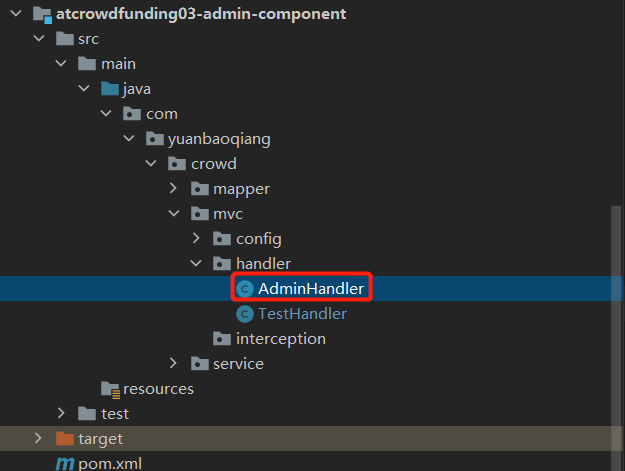 atcrowdfunding03-admin-component
src
main
java
com
yuanbaoqiang
crowd
mapper
mvc
config
handler
AdminHandler
TestHandler
interception
service
resources
test
target
pom.xml